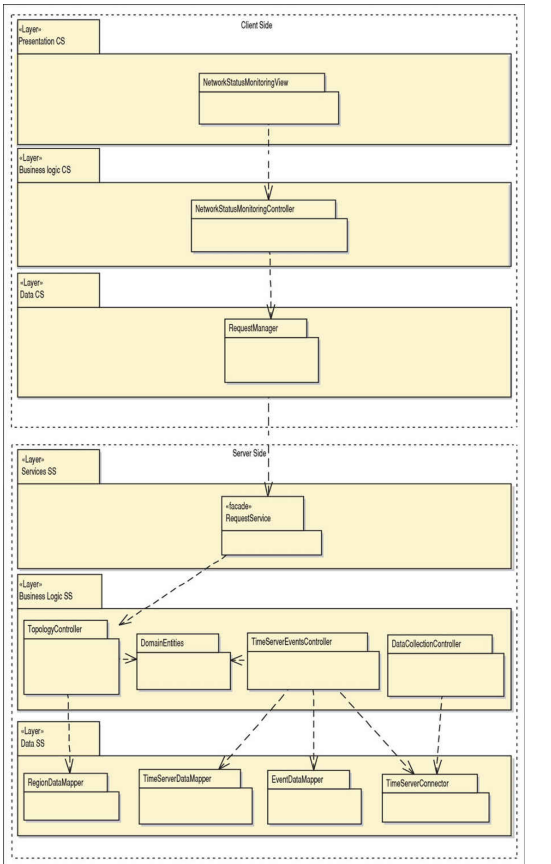 Client Side
«Layer»
Presentation CS
NetworkStatusMonitoringView
«Layer»
Business logic CS
NetworkStatusMonitoringController
«Layer»
Data CS
RequestManager
Server Side
«Layer»
Services SS
«facade»
RequestService
«Layer»
Business Logic SS
TopologyController
DomainEntities
TimeServerEventsController
DataCollectionController
«Layer»
Data SS
RegionDataMapper
TimeServerDataMapper
EventDataMapper
TimeServerConnector